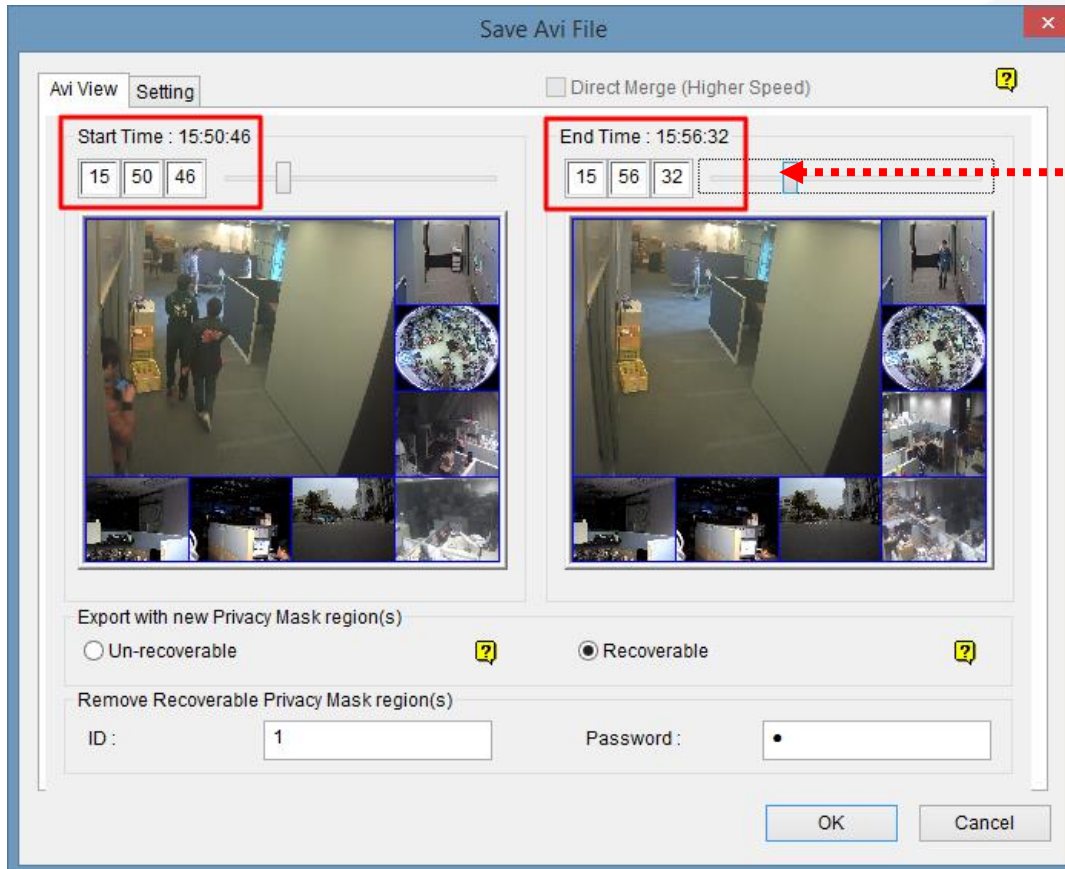 Save Avi File
×
Avi View Setting
Direct Merge (Higher Speed)
?
Start Time : 15:50:46
15 50 46
End Time : 15:56:32
15 56 32
Export with new Privacy Mask region(s)
Un-recoverable
?
Recoverable
?
Remove Recoverable Privacy Mask region(s)
ID :
1
Password :
●
OK
Cancel